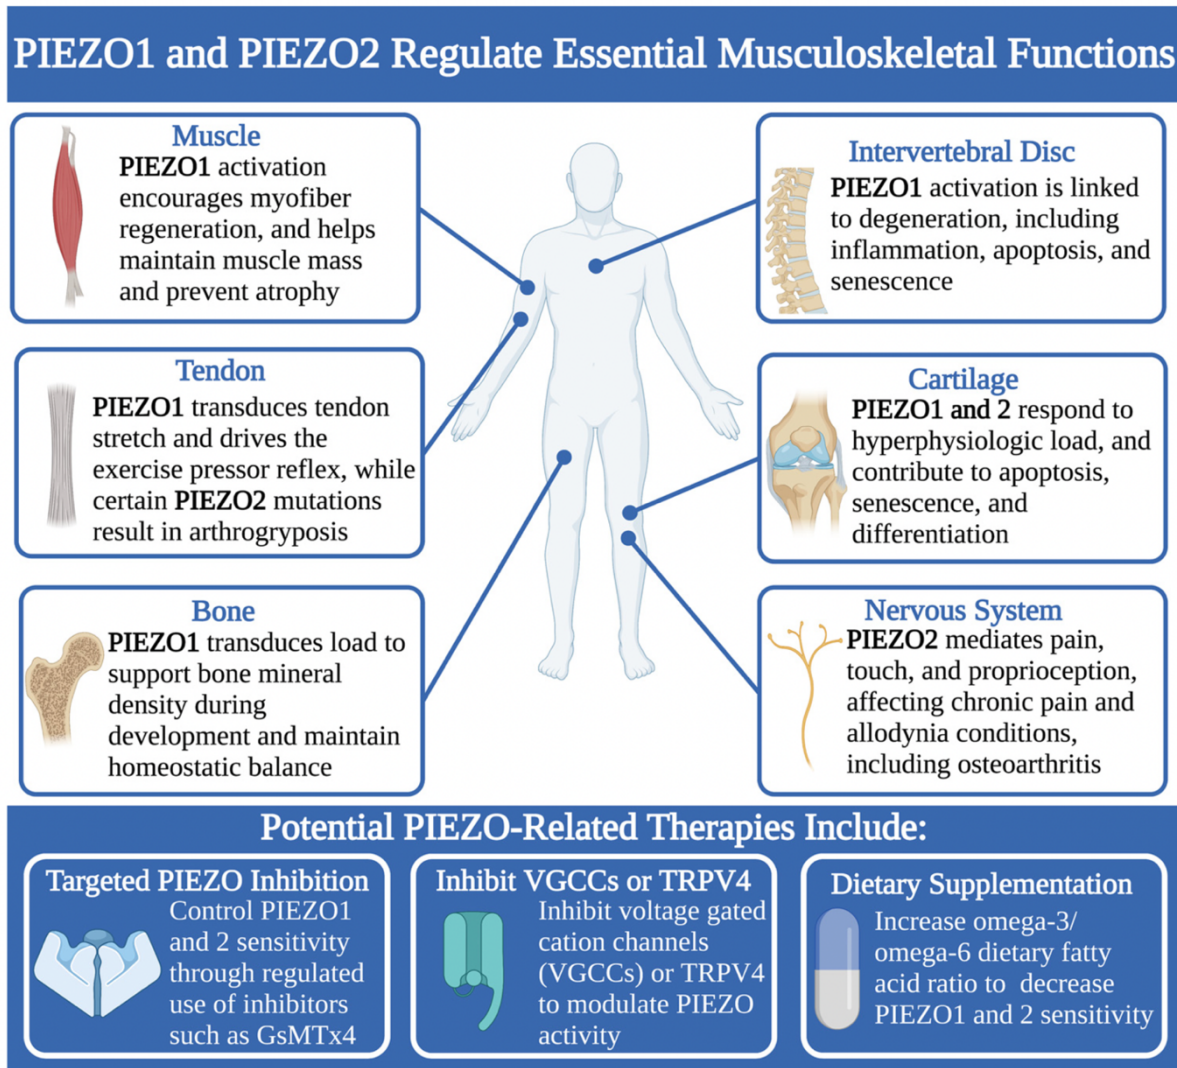 PIEZO1 and PIEZO2 Regulate Essential Musculoskeletal Functions
Muscle
PIEZO1 activation
encourages myofiber
regeneration, and helps
maintain muscle mass
and prevent atrophy
Intervertebral Disc
PIEZO1 activation is linked
to degeneration, including
inflammation, apoptosis, and
senescence
Tendon
PIEZO1 transduces tendon
stretch and drives the
exercise pressor reflex, while
certain PIEZO2 mutations
result in arthrogryposis
Cartilage
PIEZO1 and 2 respond to
hyperphysiologic load, and
contribute to apoptosis,
senescence, and
differentiation
Bone
PIEZO1 transduces load to
support bone mineral
density during
development and maintain
homeostatic balance
Nervous System
PIEZO2 mediates pain,
touch, and proprioception,
affecting chronic pain and
allodynia conditions,
including osteoarthritis
Potential PIEZO-Related Therapies Include:
Targeted PIEZO Inhibition
Control PIEZO1
and 2 sensitivity
through regulated
use of inhibitors
such as GsMTx4
Inhibit VGCCs or TRPV4
Inhibit voltage gated
cation channels
(VGCCs) or TRPV4
to modulate PIEZO
activity
Dietary Supplementation
Increase omega-3/
omega-6 dietary fatty
acid ratio to decrease
PIEZO1 and 2 sensitivity